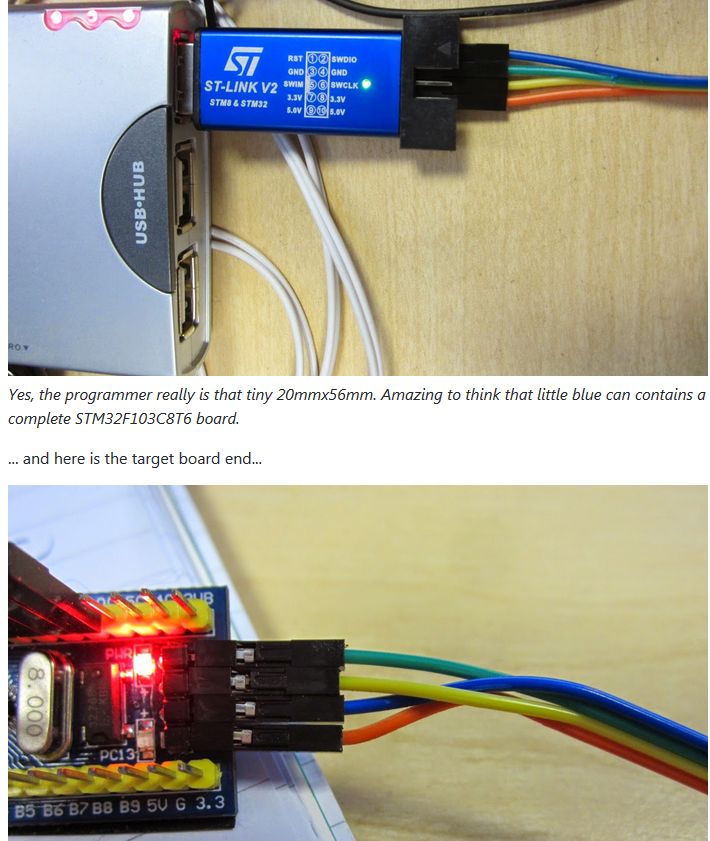 USB•HUB
ST
ST-LINK V2
STM8 & STM32
RST 1 2 SWDIO
GND 3 4 GND
SWIM 5 6 SWCLK
3.3V 7 8 3.3V
5.0V 9 10 5.0V
Yes, the programmer really is that tiny 20mmx56mm. Amazing to think that little blue can contains a
complete STM32F103C8T6 board.
... and here is the target board end...
PWR
8.000
PC13
B5 B6 B7 B8 B9 5V G 3.3